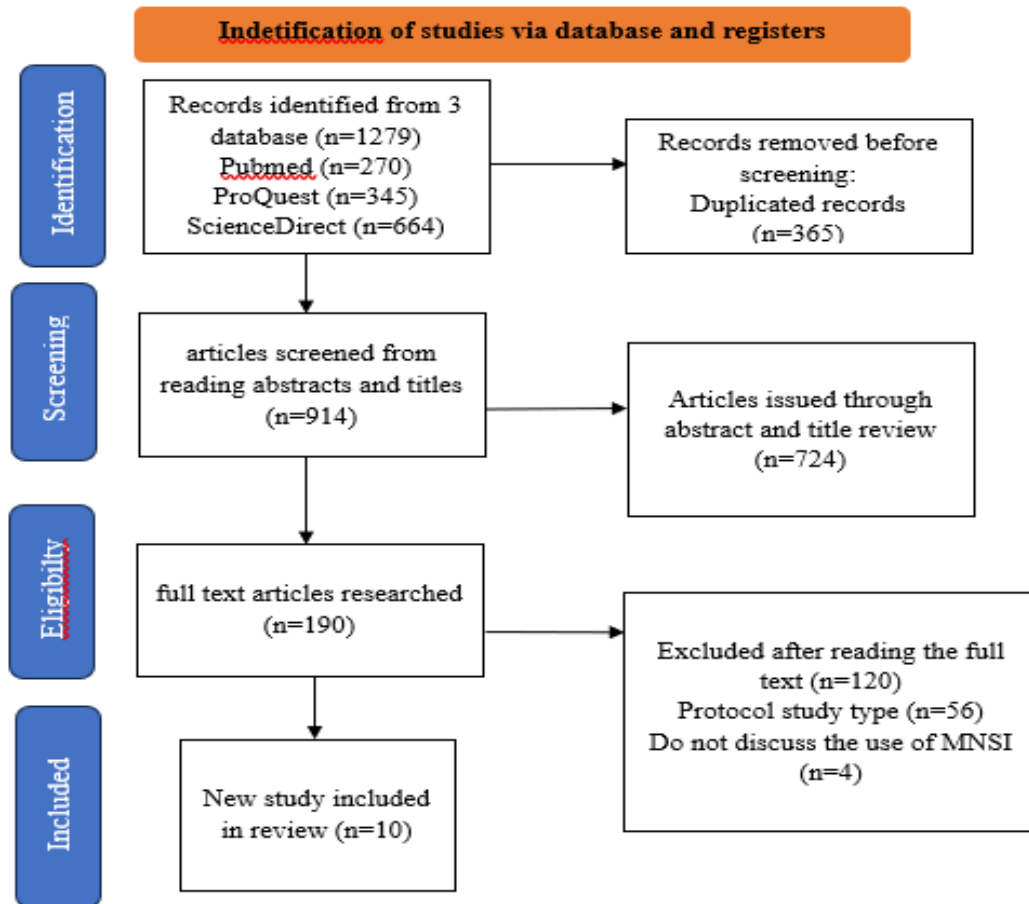 Indetification of studies via database and registers
Identification
Records identified from 3
database (n=1279)
Pubmed (n=270)
ProQuest (n=345)
ScienceDirect (n=664)
Records removed before
screening:
Duplicated records
(n=365)
Screening
articles screened from
reading abstracts and titles
(n=914)
Articles issued through
abstract and title review
(n=724)
Eligibilty
full text articles researched
(n=190)
Excluded after reading the full
text (n=120)
Protocol study type (n=56)
Do not discuss the use of MNSI
(n=4)
Included
New study included
in review (n=10)